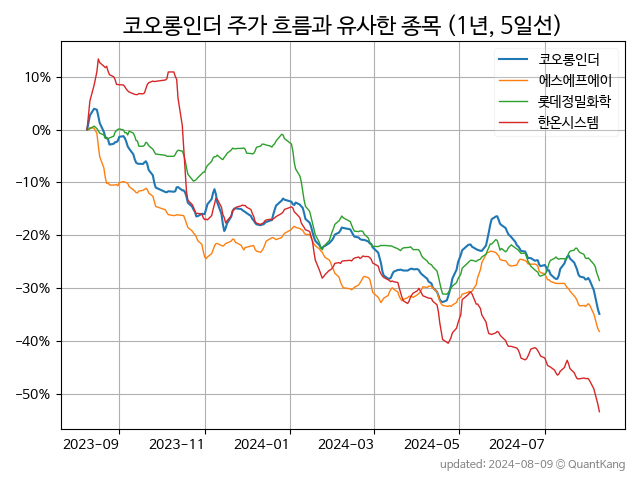 코오롱인더 주가 흐름과 유사한 종목 (1년, 5일선)
코오롱인더
에스에프에이
롯데정밀화학
한온시스템
10%
0%
−10%
−20%
−30%
−40%
−50%
2023-09
2023-11
2024-01
2024-03
2024-05
2024-07
updated: 2024-08-09 © QuantKang